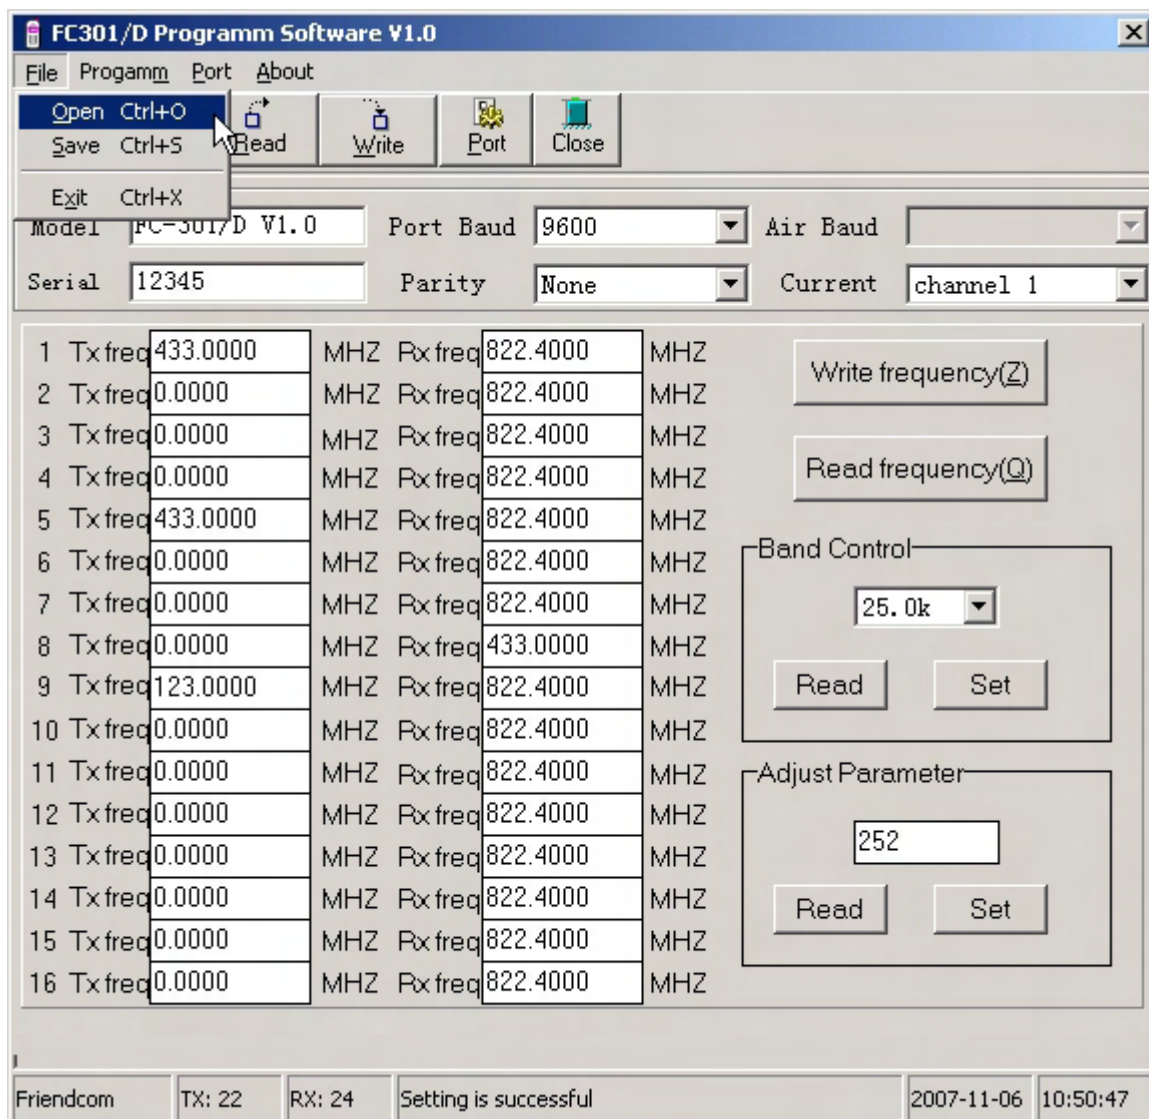 FC301/D Programm Software V1.0
File Progamm Port About
Open Ctrl+O
Save Ctrl+S
Exit Ctrl+X
Read Write Port Close
Model FC-301/D V1.0 Port Baud 9600 Air Baud
Serial 12345 Parity None Current channel 1
1 Tx freq 433.0000 MHZ Rx freq 822.4000 MHZ
2 Tx freq 0.0000 MHZ Rx freq 822.4000 MHZ
3 Tx freq 0.0000 MHZ Rx freq 822.4000 MHZ
4 Tx freq 0.0000 MHZ Rx freq 822.4000 MHZ
5 Tx freq 433.0000 MHZ Rx freq 822.4000 MHZ
6 Tx freq 0.0000 MHZ Rx freq 822.4000 MHZ
7 Tx freq 0.0000 MHZ Rx freq 822.4000 MHZ
8 Tx freq 0.0000 MHZ Rx freq 433.0000 MHZ
9 Tx freq 123.0000 MHZ Rx freq 822.4000 MHZ
10 Tx freq 0.0000 MHZ Rx freq 822.4000 MHZ
11 Tx freq 0.0000 MHZ Rx freq 822.4000 MHZ
12 Tx freq 0.0000 MHZ Rx freq 822.4000 MHZ
13 Tx freq 0.0000 MHZ Rx freq 822.4000 MHZ
14 Tx freq 0.0000 MHZ Rx freq 822.4000 MHZ
15 Tx freq 0.0000 MHZ Rx freq 822.4000 MHZ
16 Tx freq 0.0000 MHZ Rx freq 822.4000 MHZ
Write frequency(Z)
Read frequency(Q)
Band Control
25.0k
Read Set
Adjust Parameter
252
Read Set
Friendcom TX: 22 RX: 24 Setting is successful 2007-11-06 10:50:47